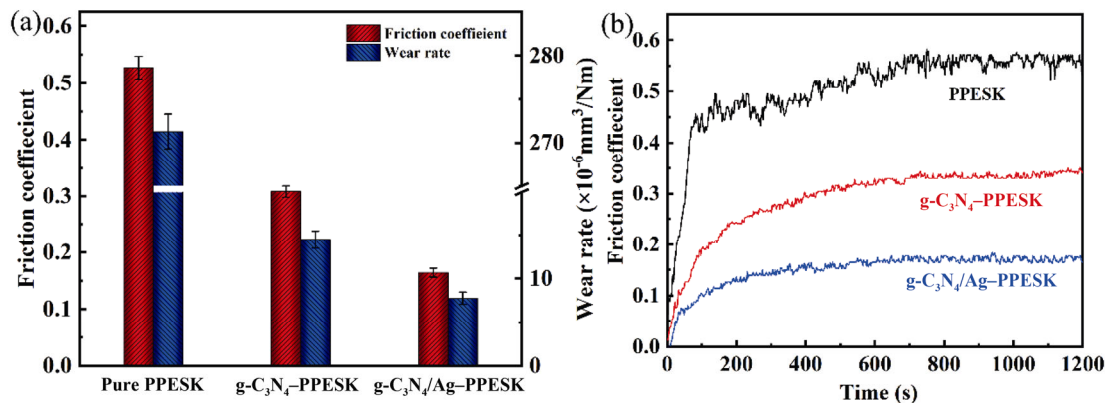 (a)
Friction coeffieient
Wear rate
Friction coeffiecient
0.6
0.5
0.4
0.3
0.2
0.1
0.0
280
270
10
0
Wear rate (×10⁻⁶mm³/Nm)
Pure PPESK
g-C₃N₄–PPESK
g-C₃N₄/Ag–PPESK
(b)
Friction coeffiecient
0.6
0.5
0.4
0.3
0.2
0.1
0.0
PPESK
g-C₃N₄–PPESK
g-C₃N₄/Ag–PPESK
0 200 400 600 800 1000 1200
Time (s)